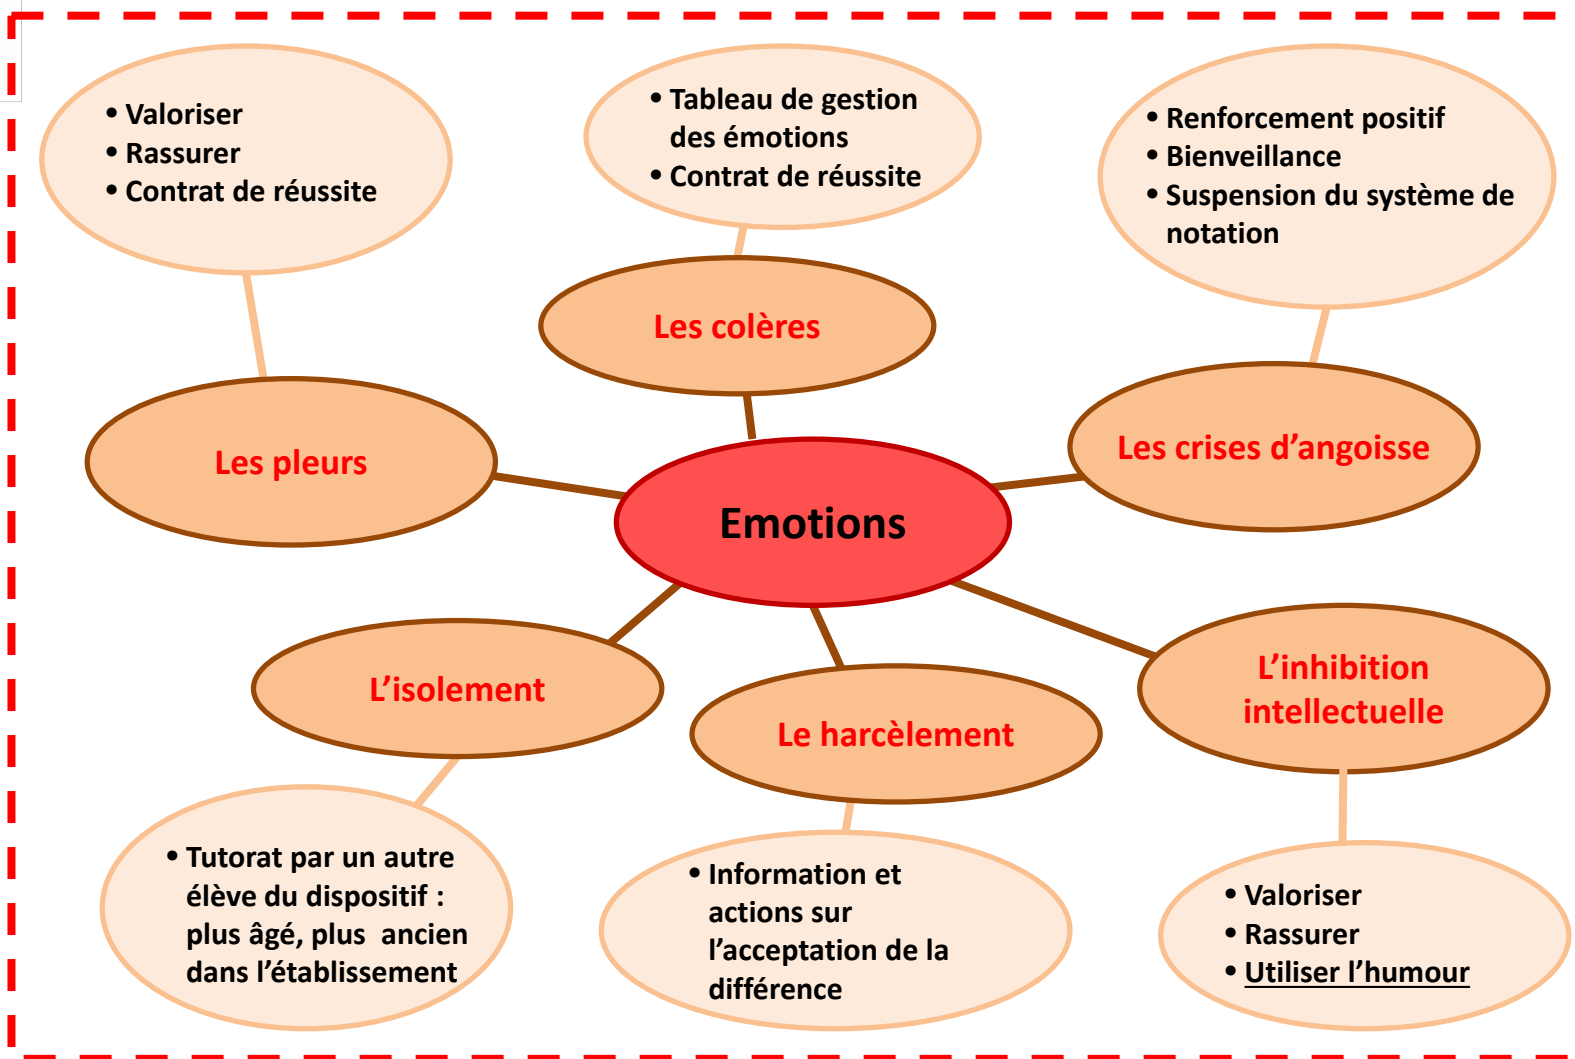 • Valoriser
• Rassurer
• Contrat de réussite
• Tableau de gestion
des émotions
• Contrat de réussite
• Renforcement positif
• Bienveillance
• Suspension du système de
notation
Les colères
Les pleurs
Les crises d’angoisse
Emotions
L’isolement
Le harcèlement
L’inhibition
intellectuelle
• Tutorat par un autre
élève du dispositif :
plus âgé, plus ancien
dans l’établissement
• Information et
actions sur
l’acceptation de la
différence
• Valoriser
• Rassurer
• Utiliser l’humour